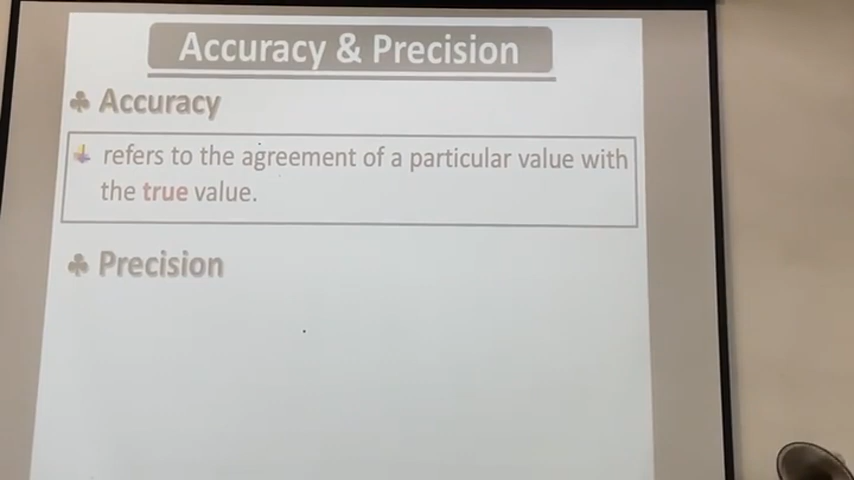 Accuracy & Precision
♣ Accuracy
refers to the agreement of a particular value with
the true value.
♣ Precision